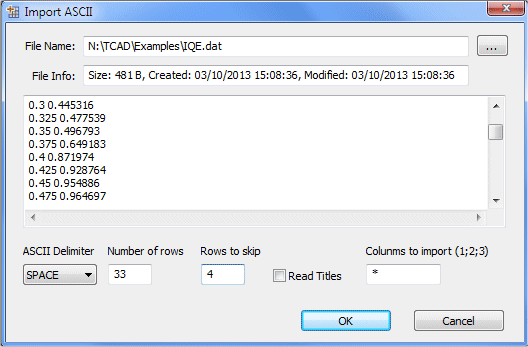 Import ASCII
File Name: N:\TCAD\Examples\IQE.dat ...
File Info: Size: 481 B, Created: 03/10/2013 15:08:36, Modified: 03/10/2013 15:08:36
0.3 0.445316
0.325 0.477539
0.35 0.496793
0.375 0.649183
0.4 0.871974
0.425 0.928764
0.45 0.954886
0.475 0.964697
ASCII Delimiter Number of rows Rows to skip Colunms to import (1;2;3)
SPACE 33 4 Read Titles *
OK Cancel